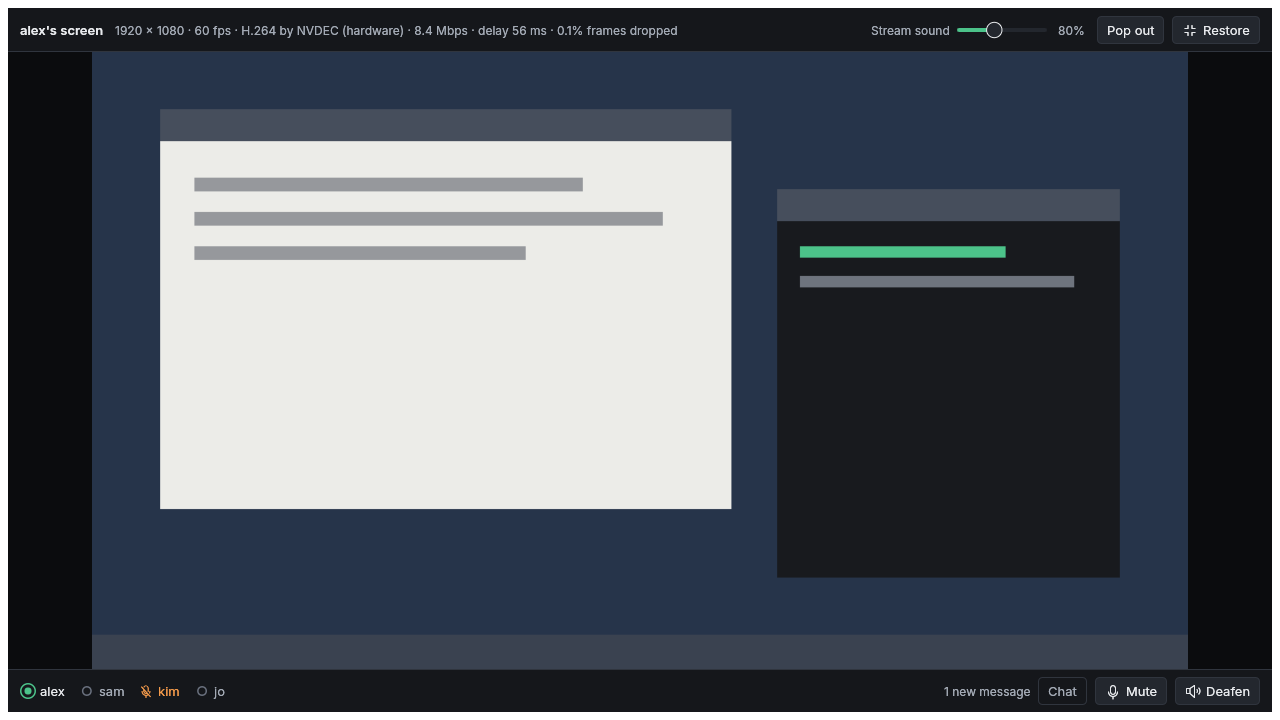 alex's screen 1920 × 1080 · 60 fps · H.264 by NVDEC (hardware) · 8.4 Mbps · delay 56 ms · 0.1% frames dropped Stream sound 80% Pop out Restore
alex sam kim jo 1 new message Chat Mute Deafen